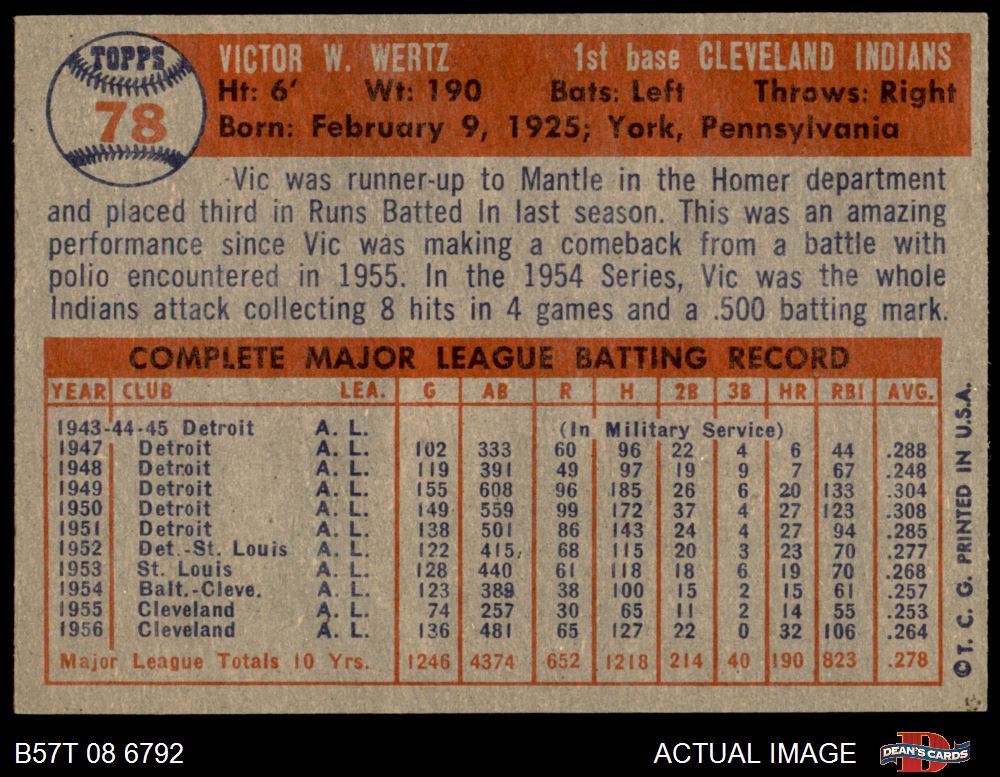 TOPPS
78
VICTOR W. WERTZ 1st base CLEVELAND INDIANS
Ht: 6' Wt: 190 Bats: Left Throws: Right
Born: February 9, 1925; York, Pennsylvania
Vic was runner-up to Mantle in the Homer department
and placed third in Runs Batted In last season. This was an amazing
performance since Vic was making a comeback from a battle with
polio encountered in 1955. In the 1954 Series, Vic was the whole
Indians attack collecting 8 hits in 4 games and a .500 batting mark.
COMPLETE MAJOR LEAGUE BATTING RECORD
YEAR CLUB LEA. G AB R H 2B 3B HR RBI AVG.
1943-44-45 Detroit A. L. (In Military Service)
1947 Detroit A. L. 102 333 60 96 22 4 6 44 .288
1948 Detroit A. L. 119 391 49 97 19 9 7 67 .248
1949 Detroit A. L. 155 608 96 185 26 6 20 133 .304
1950 Detroit A. L. 149 559 99 172 37 4 27 123 .308
1951 Detroit A. L. 138 501 86 143 24 4 27 94 .285
1952 Det.-St. Louis A. L. 122 415 68 115 20 3 23 70 .277
1953 St. Louis A. L. 128 440 61 118 18 6 19 70 .268
1954 Balt.-Cleve. A. L. 123 389 38 100 15 2 15 61 .257
1955 Cleveland A. L. 74 257 30 65 11 2 14 55 .253
1956 Cleveland A. L. 136 481 65 127 22 0 32 106 .264
Major League Totals 10 Yrs. 1246 4374 652 1218 214 40 190 823 .278
© T. C. G. PRINTED IN U.S.A.
B57T 08 6792 ACTUAL IMAGE
DEAN'S CARDS